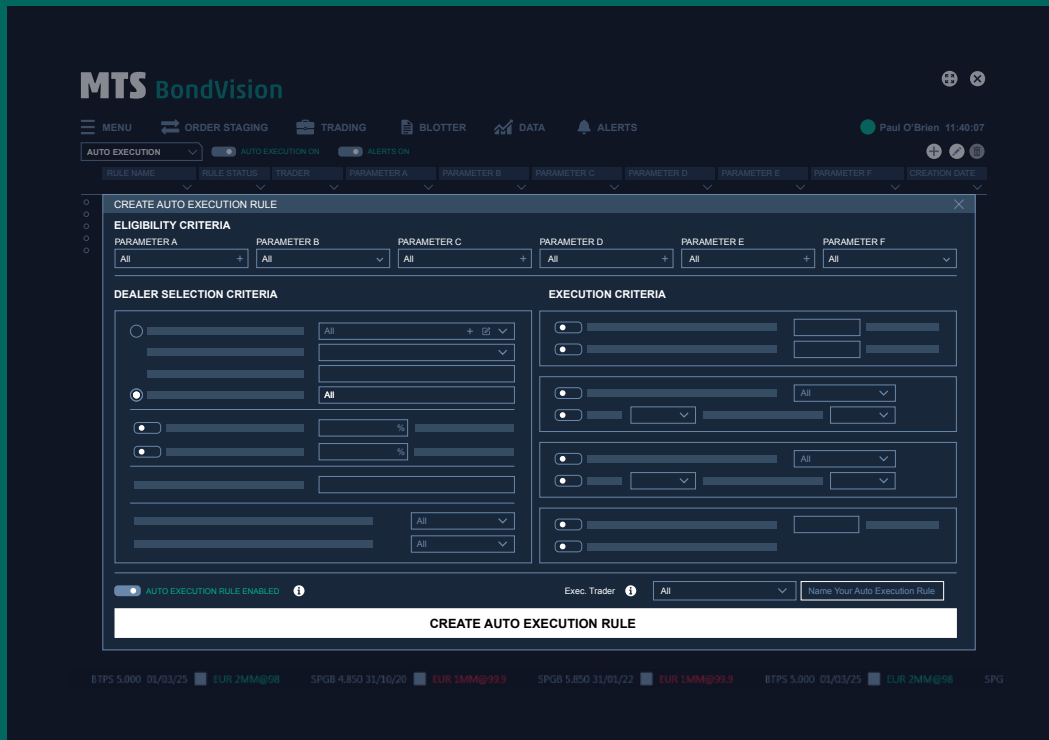 MTS BondVision
MENU ORDER STAGING TRADING BLOTTER DATA ALERTS Paul O'Brien 11:40:07
AUTO EXECUTION AUTO EXECUTION ON ALERTS ON
RULE NAME RULE STATUS TRADER PARAMETER A PARAMETER B PARAMETER C PARAMETER D PARAMETER E PARAMETER F CREATION DATE
CREATE AUTO EXECUTION RULE
ELIGIBILITY CRITERIA
PARAMETER A PARAMETER B PARAMETER C PARAMETER D PARAMETER E PARAMETER F
All All All All All All
DEALER SELECTION CRITERIA EXECUTION CRITERIA
All
All
All
All
%
%
All
All
All
AUTO EXECUTION RULE ENABLED Exec. Trader All Name Your Auto Execution Rule
CREATE AUTO EXECUTION RULE
BTPS 5.000 01/03/25 EUR 2MM@98 SPGB 4.850 31/10/20 EUR 1MM@99.9 SPGB 5.850 31/01/22 EUR 1MM@99.9 BTPS 5.000 01/03/25 EUR 2MM@98 SPG